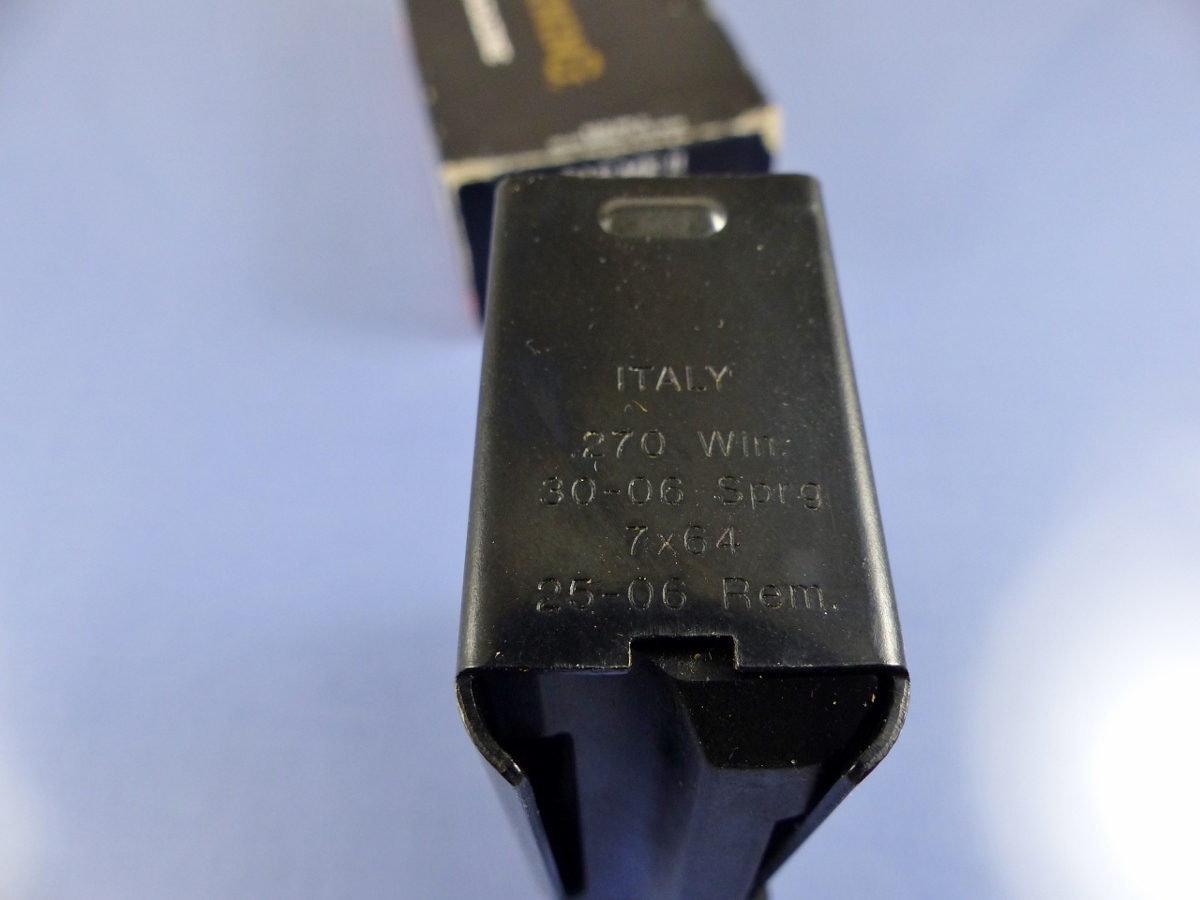 ITALY
.270 Win.
30-06 Sprg
7x64
25-06 Rem.